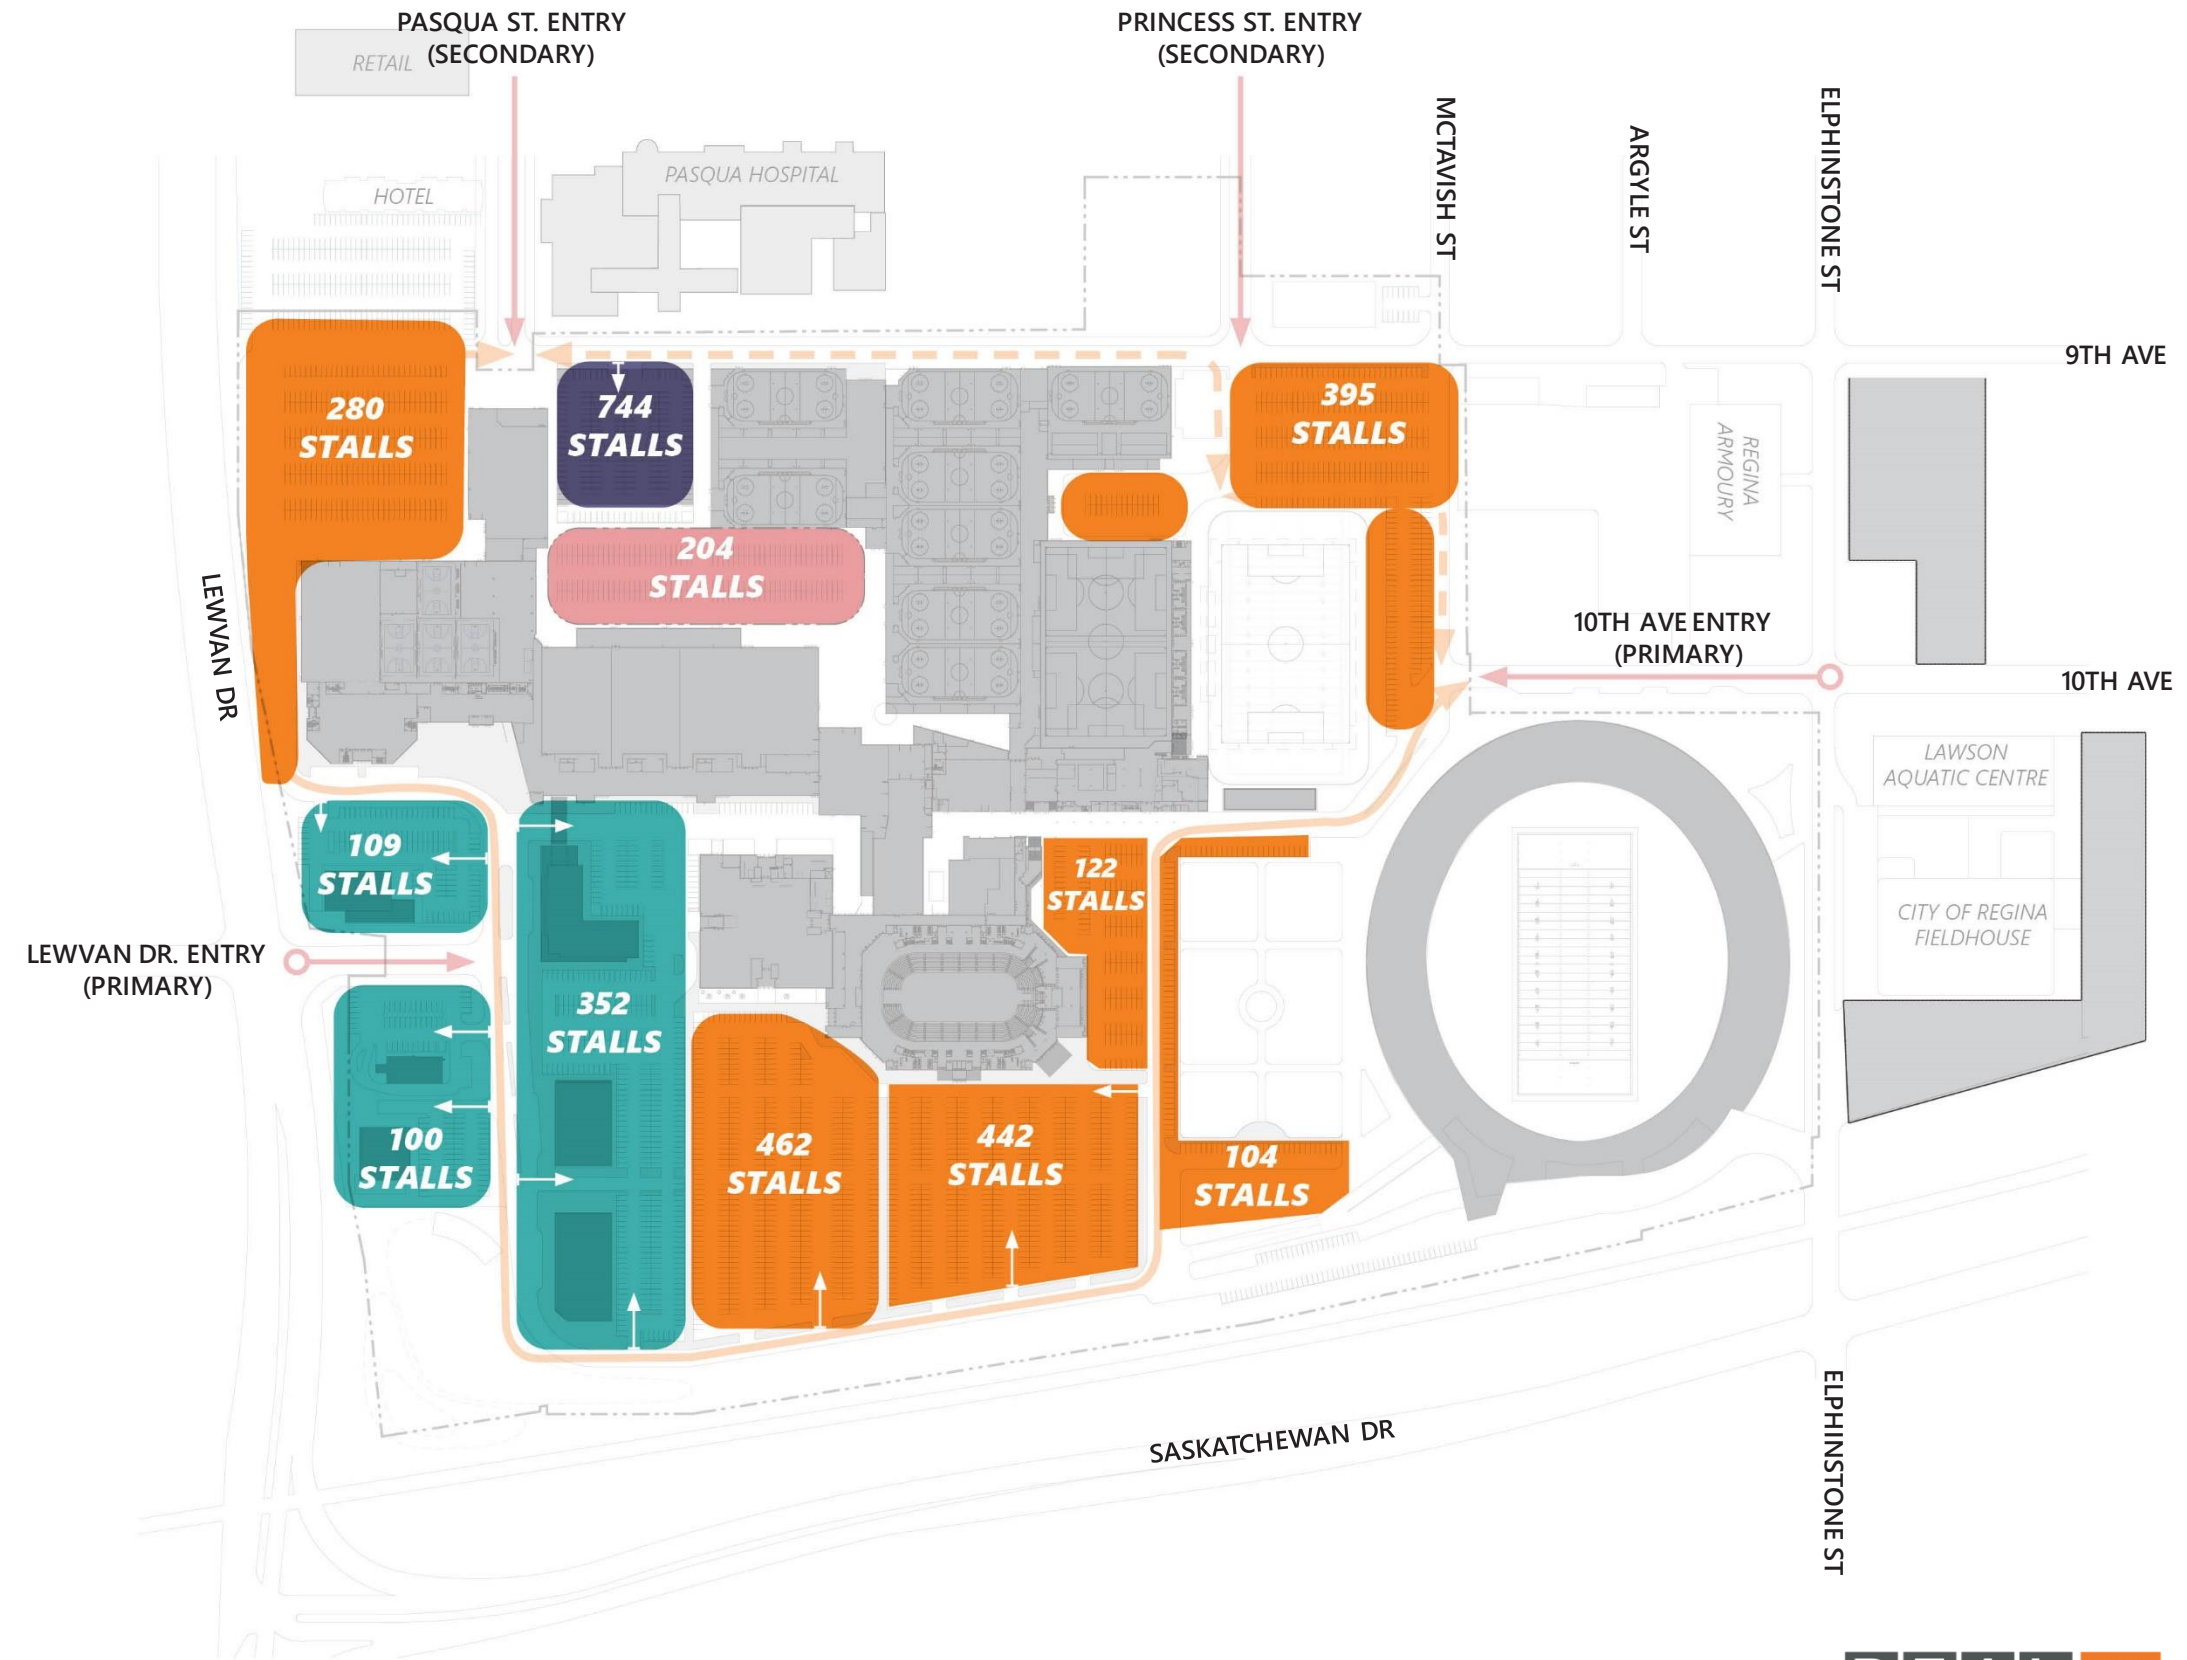 PASQUA ST. ENTRY
(SECONDARY)
PRINCESS ST. ENTRY
(SECONDARY)
RETAIL
MCTAVISH ST
ARGYLE ST
ELPHINSTONE ST
PASQUA HOSPITAL
HOTEL
9TH AVE
280
STALLS
744
STALLS
395
STALLS
REGINA
ARMOURY
204
STALLS
LEWVAN DR
10TH AVE ENTRY
(PRIMARY)
10TH AVE
LAWSON
AQUATIC CENTRE
109
STALLS
122
STALLS
CITY OF REGINA
FIELDHOUSE
LEWVAN DR. ENTRY
(PRIMARY)
352
STALLS
100
STALLS
462
STALLS
442
STALLS
104
STALLS
SASKATCHEWAN DR
ELPHINSTONE ST